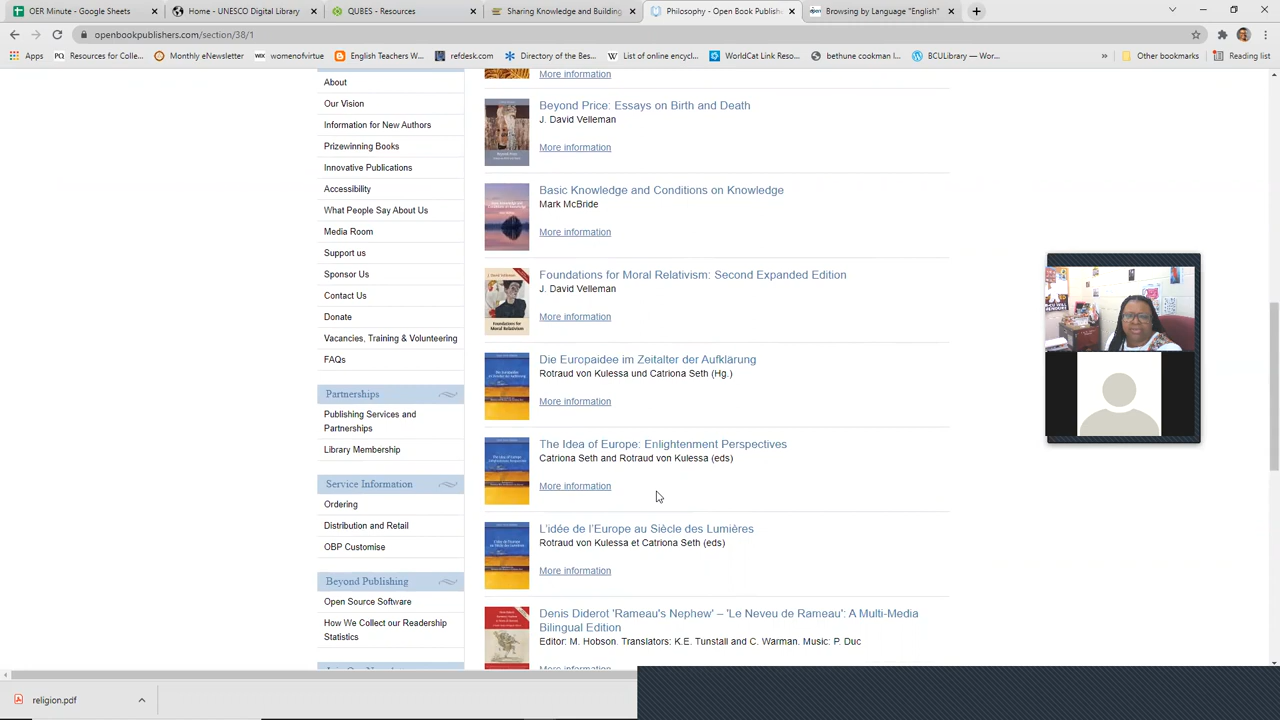 OER Minute - Google Sheets
Home - UNESCO Digital Library
QUBES - Resources
Sharing Knowledge and Building
Philosophy - Open Book Publishe
Browsing by Language "English"
openbookpublishers.com/section/38/1
Apps
Resources for Colle...
Monthly eNewsletter
womenofvirtue
English Teachers W...
refdesk.com
Directory of the Bes...
List of online encycl...
WorldCat Link Reso...
bethune cookman l...
BCULibrary — Wor...
»
Other bookmarks
Reading list
About
Our Vision
Information for New Authors
Prizewinning Books
Innovative Publications
Accessibility
What People Say About Us
Media Room
Support us
Sponsor Us
Contact Us
Donate
Vacancies, Training & Volunteering
FAQs
Partnerships
Publishing Services and
Partnerships
Library Membership
Service Information
Ordering
Distribution and Retail
OBP Customise
Beyond Publishing
Open Source Software
How We Collect our Readership
Statistics
More information
Beyond Price: Essays on Birth and Death
J. David Velleman
More information
Basic Knowledge and Conditions on Knowledge
Mark McBride
More information
Foundations for Moral Relativism: Second Expanded Edition
J. David Velleman
More information
Die Europaidee im Zeitalter der Aufklärung
Rotraud von Kulessa und Catriona Seth (Hg.)
More information
The Idea of Europe: Enlightenment Perspectives
Catriona Seth and Rotraud von Kulessa (eds)
More information
L'idée de l'Europe au Siècle des Lumières
Rotraud von Kulessa et Catriona Seth (eds)
More information
Denis Diderot 'Rameau's Nephew' – 'Le Neveu de Rameau': A Multi-Media
Bilingual Edition
Editor: M. Hobson. Translators: K.E. Tunstall and C. Warman. Music: P. Duc
More information
religion.pdf